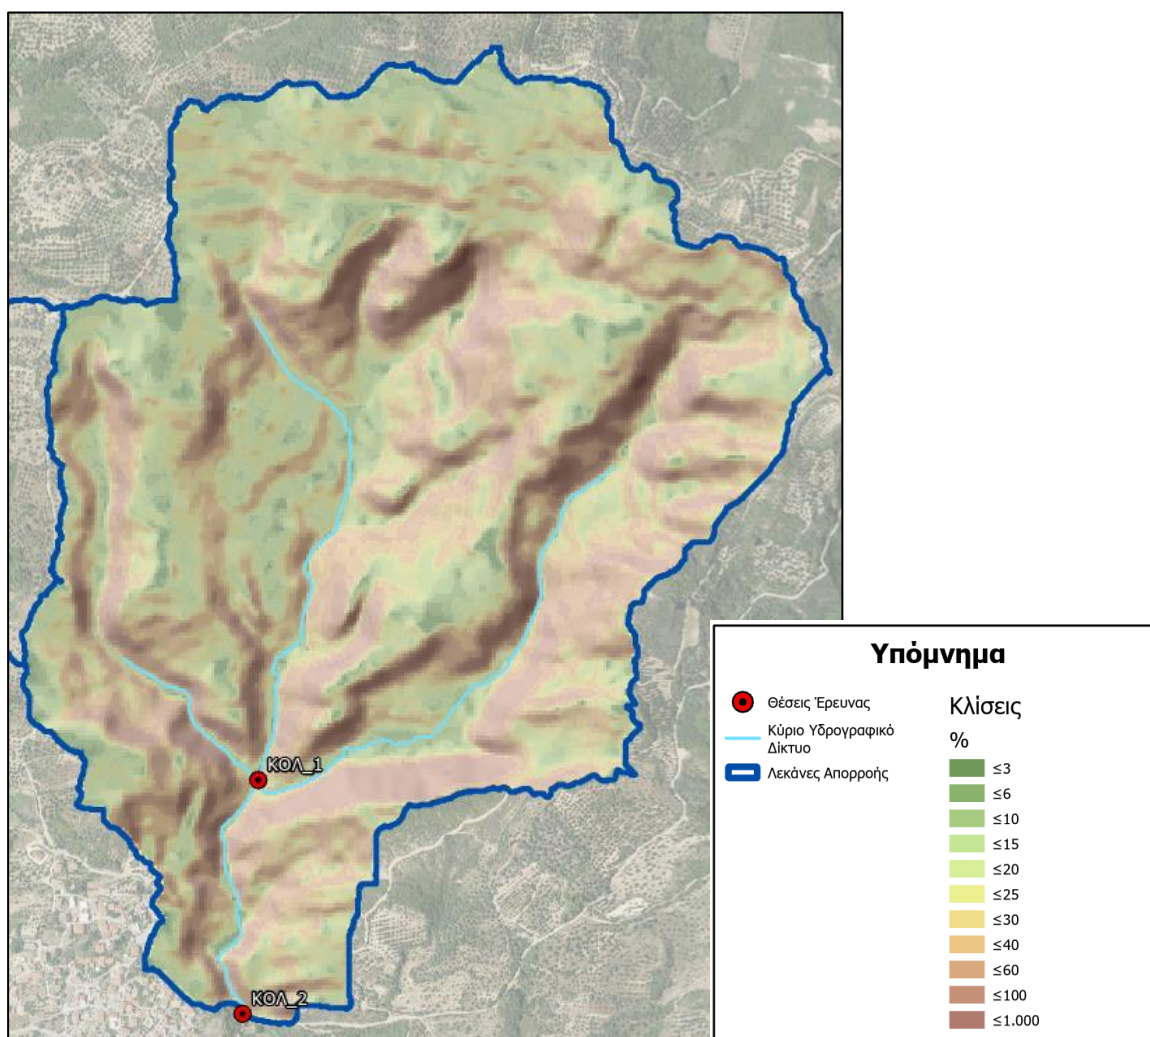 ΚΟΛ_1
ΚΟΛ_2
Υπόμνημα
Θέσεις Έρευνας
Κύριο Υδρογραφικό
Δίκτυο
Λεκάνες Απορροής
Κλίσεις
%
≤3
≤6
≤10
≤15
≤20
≤25
≤30
≤40
≤60
≤100
≤1.000